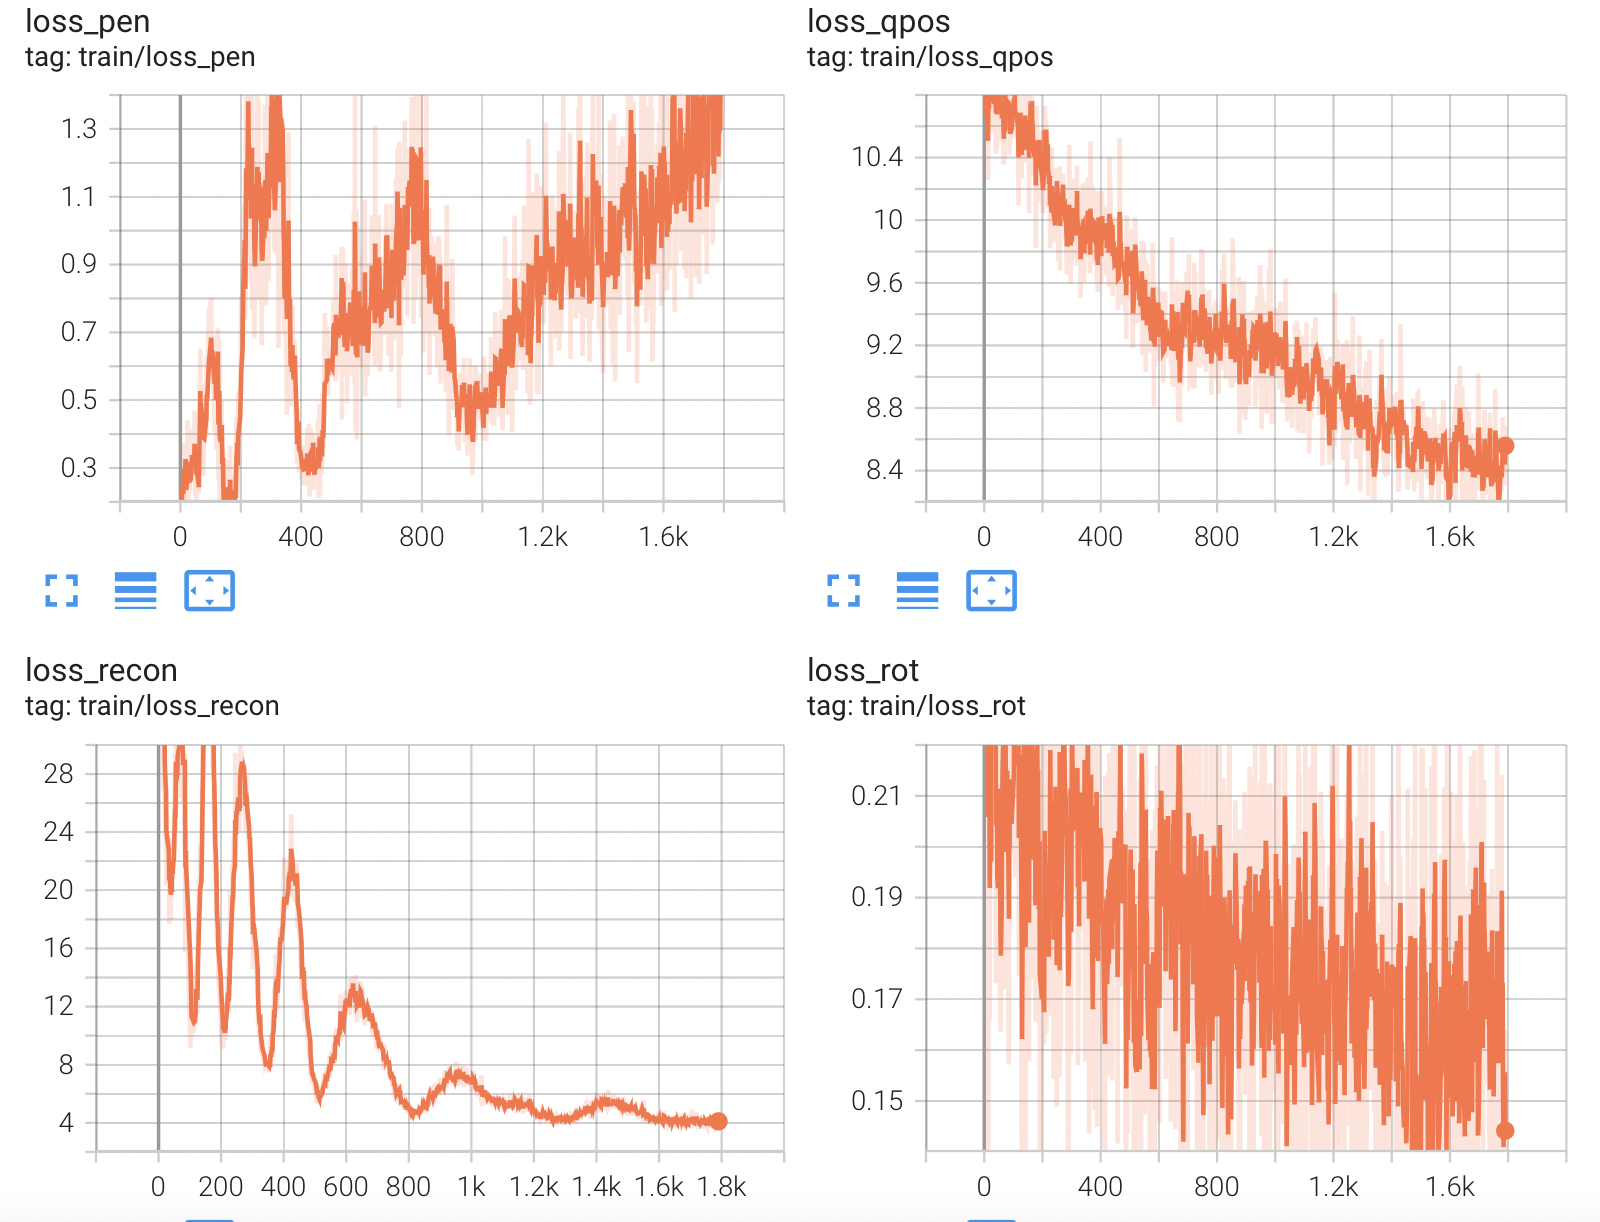 loss_pen
tag: train/loss_pen
1.3
1.1
0.9
0.7
0.5
0.3
0 400 800 1.2k 1.6k
loss_qpos
tag: train/loss_qpos
10.4
10
9.6
9.2
8.8
8.4
0 400 800 1.2k 1.6k
loss_recon
tag: train/loss_recon
28
24
20
16
12
8
4
0 200 400 600 800 1k 1.2k 1.4k 1.6k 1.8k
loss_rot
tag: train/loss_rot
0.21
0.19
0.17
0.15
0 400 800 1.2k 1.6k